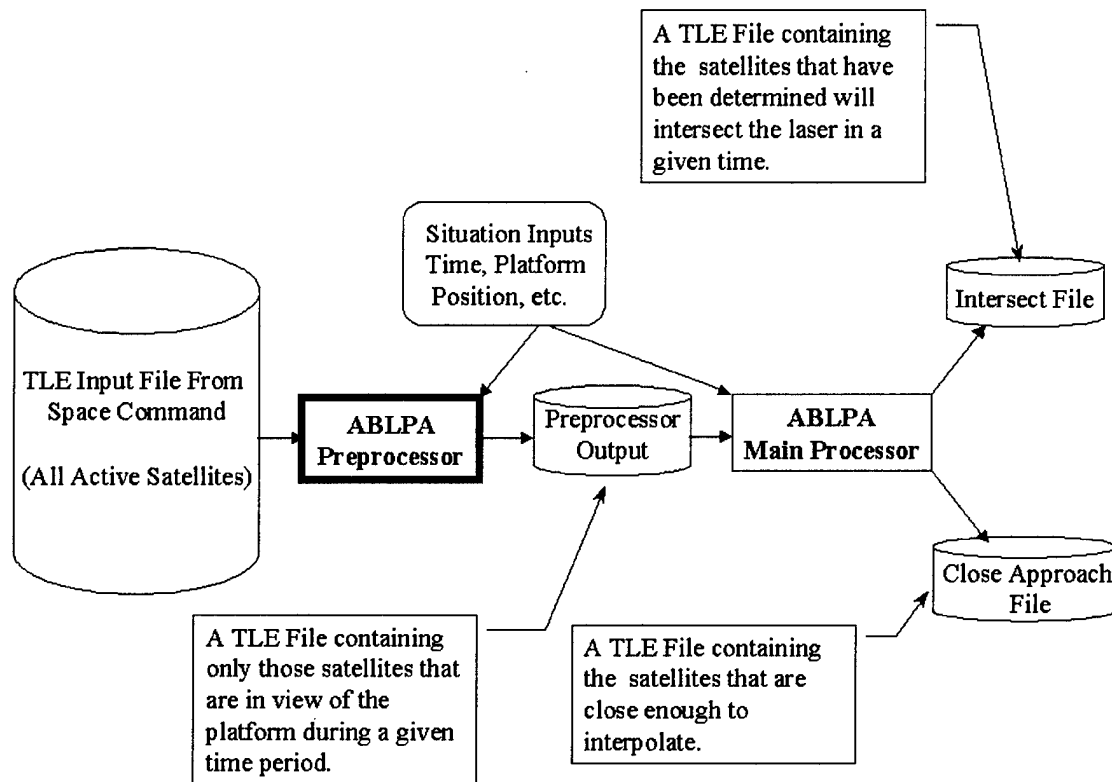 A TLE File containing
the satellites that have
been determined will
intersect the laser in a
given time.
Situation Inputs
Time, Platform
Position, etc.
Intersect File
TLE Input File From
Space Command
(All Active Satellites)
ABLPA
Preprocessor
Preprocessor
Output
ABLPA
Main Processor
Close Approach
File
A TLE File containing
only those satellites that
are in view of the
platform during a given
time period.
A TLE File containing
the satellites that are
close enough to
interpolate.